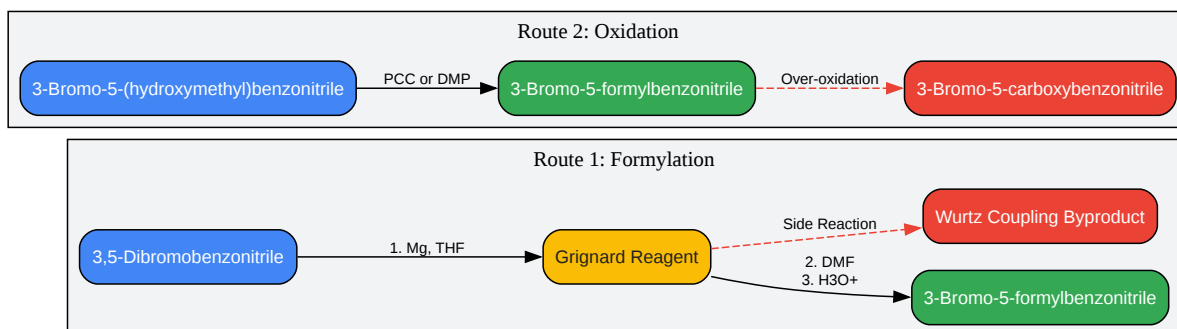 Route 2: Oxidation
3-Bromo-5-(hydroxymethyl)benzonitrile
PCC or DMP
3-Bromo-5-formylbenzonitrile
Over-oxidation
3-Bromo-5-carboxybenzonitrile
Route 1: Formylation
3,5-Dibromobenzonitrile
1. Mg, THF
Grignard Reagent
Side Reaction
Wurtz Coupling Byproduct
2. DMF
3. H3O+
3-Bromo-5-formylbenzonitrile